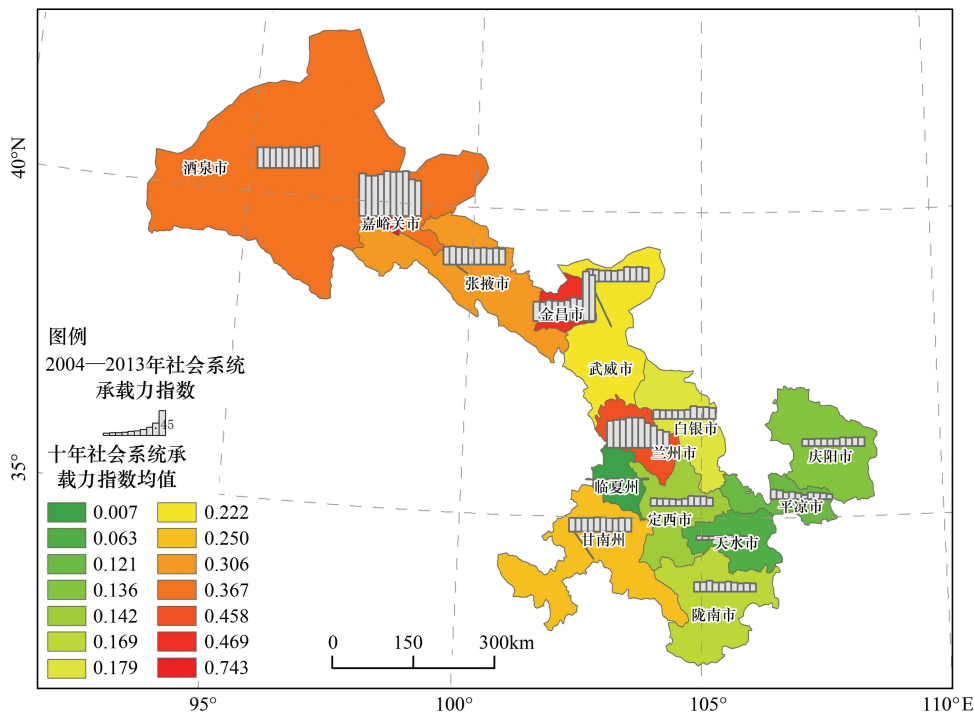 40°N
35°
酒泉市
嘉峪关市
张掖市
金昌市
武威市
白银市
兰州市
庆阳市
临夏州
平凉市
定西市
甘南州
天水市
陇南市
图例
2004—2013年社会系统
承载力指数
.45
十年社会系统承
载力指数均值
0.007 0.222
0.063 0.250
0.121 0.306
0.136 0.367
0.142 0.458
0.169 0.469
0.179 0.743
0 150 300km
95° 100° 105° 110°E